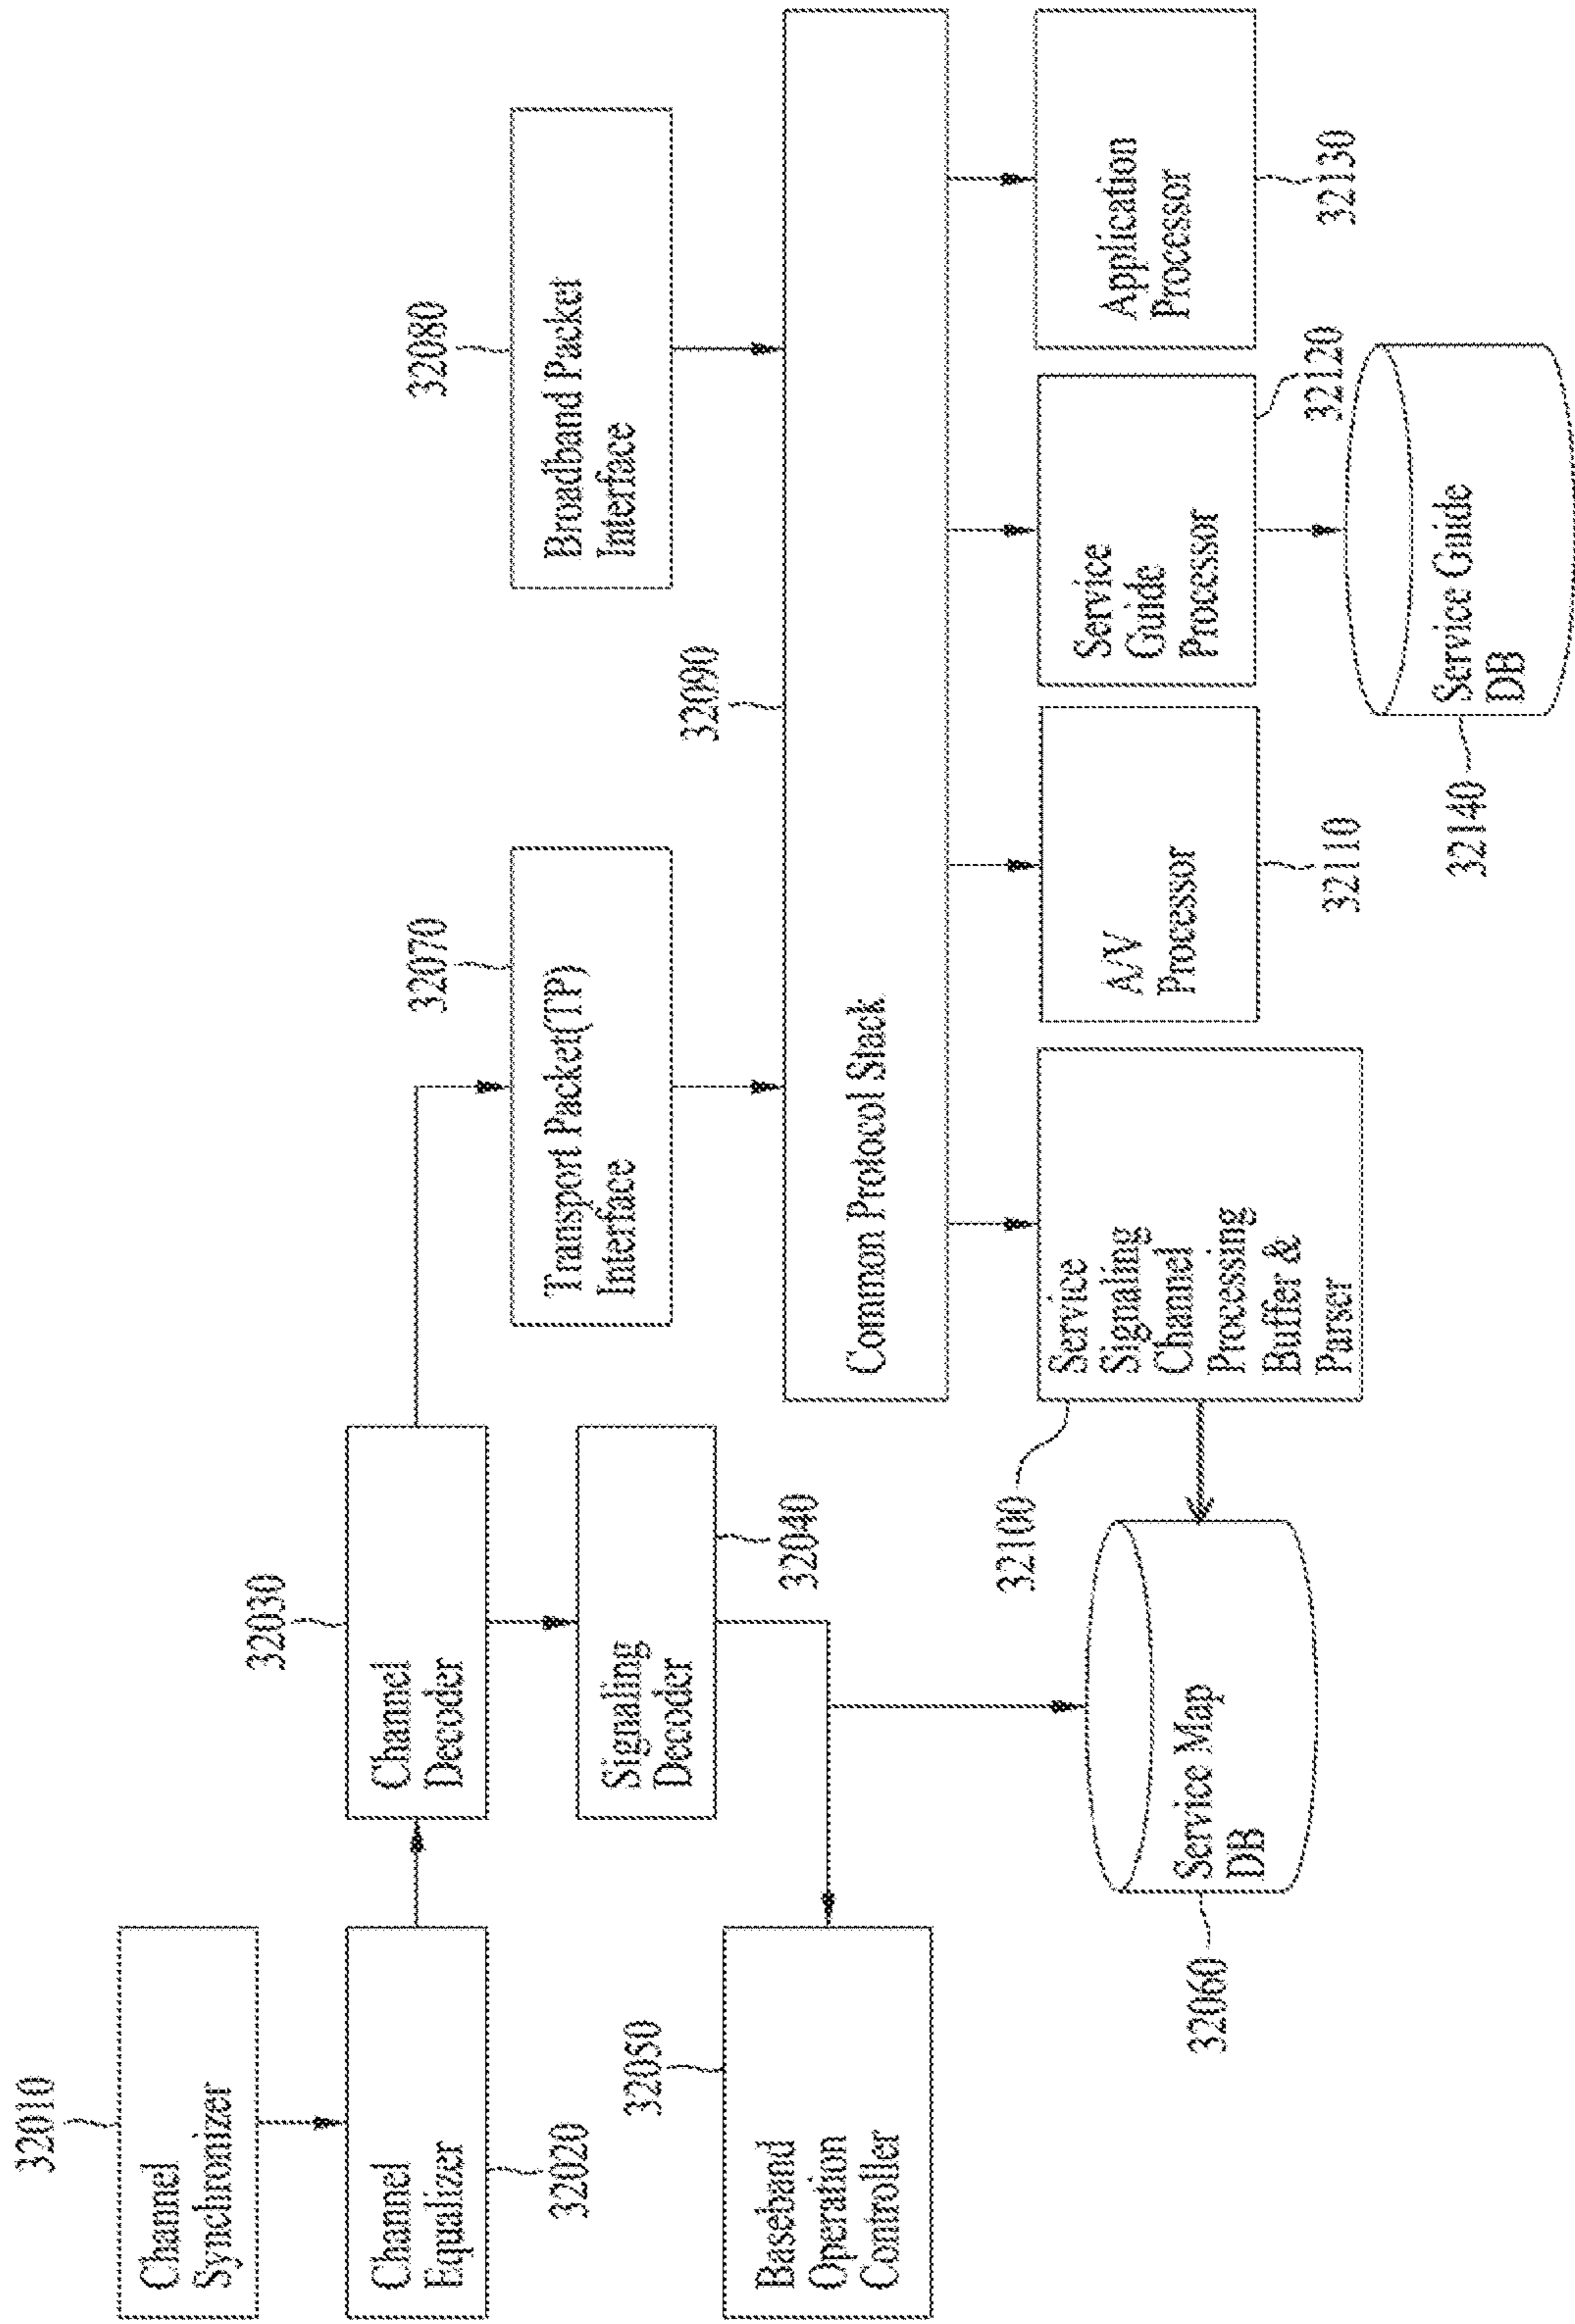 32010
Channel
Synchronizer
Channel
Equalizer
32020
32030
Channel
Decoder
Signaling
Decoder
32040
32050
Baseband
Operation
Controller
Service Map
DB
32060
32070
Transport Packet(TP)
Interface
32080
Broadband Packet
Interface
32090
Common Protocol Stack
32100
Service
Signaling
Channel
Processing
Buffer &
Parser
A/V
Processor
32110
Service
Guide
Processor
32120
Application
Processor
32130
Service Guide
DB
32140